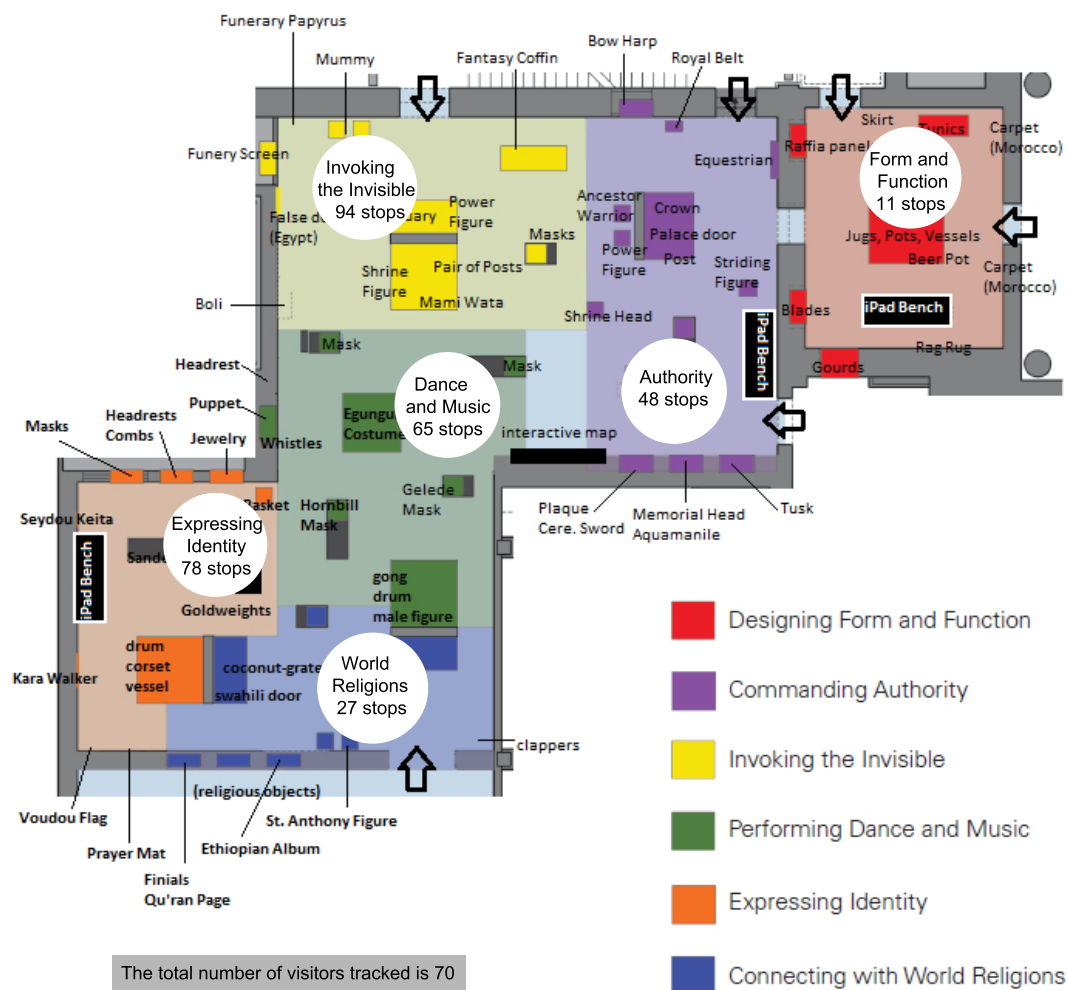 Funerary Papyrus
Mummy
Fantasy Coffin
Bow Harp
Royal Belt
Funery Screen
Invoking
the Invisible
94 stops
False
(Egypt)
Power
Figure
Masks
Shrine
Figure
Pair of Posts
Mami Wata
Boli
Equestrian
Ancestor
Warrior
Crown
Palace door
Power
Figure
Post
Striding
Figure
Shrine Head
iPad Bench
Authority
48 stops
Skirt
Tunics
Carpet
(Morocco)
Raffia panel
Form and
Function
11 stops
Jugs, Pots, Vessels
Beer Pot
Carpet
(Morocco)
Blades
iPad Bench
Rag Rug
Gourds
Mask
Mask
Headrest
Puppet
Whistles
Dance
and Music
65 stops
Egungu
Costume
interactive map
Gelede
Mask
Hornbill
Mask
gong
drum
male figure
Plaque
Cere. Sword
Memorial Head
Aquamanile
Tusk
Masks
Headrests
Combs
Jewelry
Basket
Seydou Keita
Expressing
Identity
78 stops
iPad Bench
Goldweights
Kara Walker
drum
corset
vessel
coconut-grate
swahili door
World
Religions
27 stops
clappers
(religious objects)
Voudou Flag
Prayer Mat
Finials
Qu'ran Page
Ethiopian Album
St. Anthony Figure
Designing Form and Function
Commanding Authority
Invoking the Invisible
Performing Dance and Music
Expressing Identity
Connecting with World Religions
The total number of visitors tracked is 70